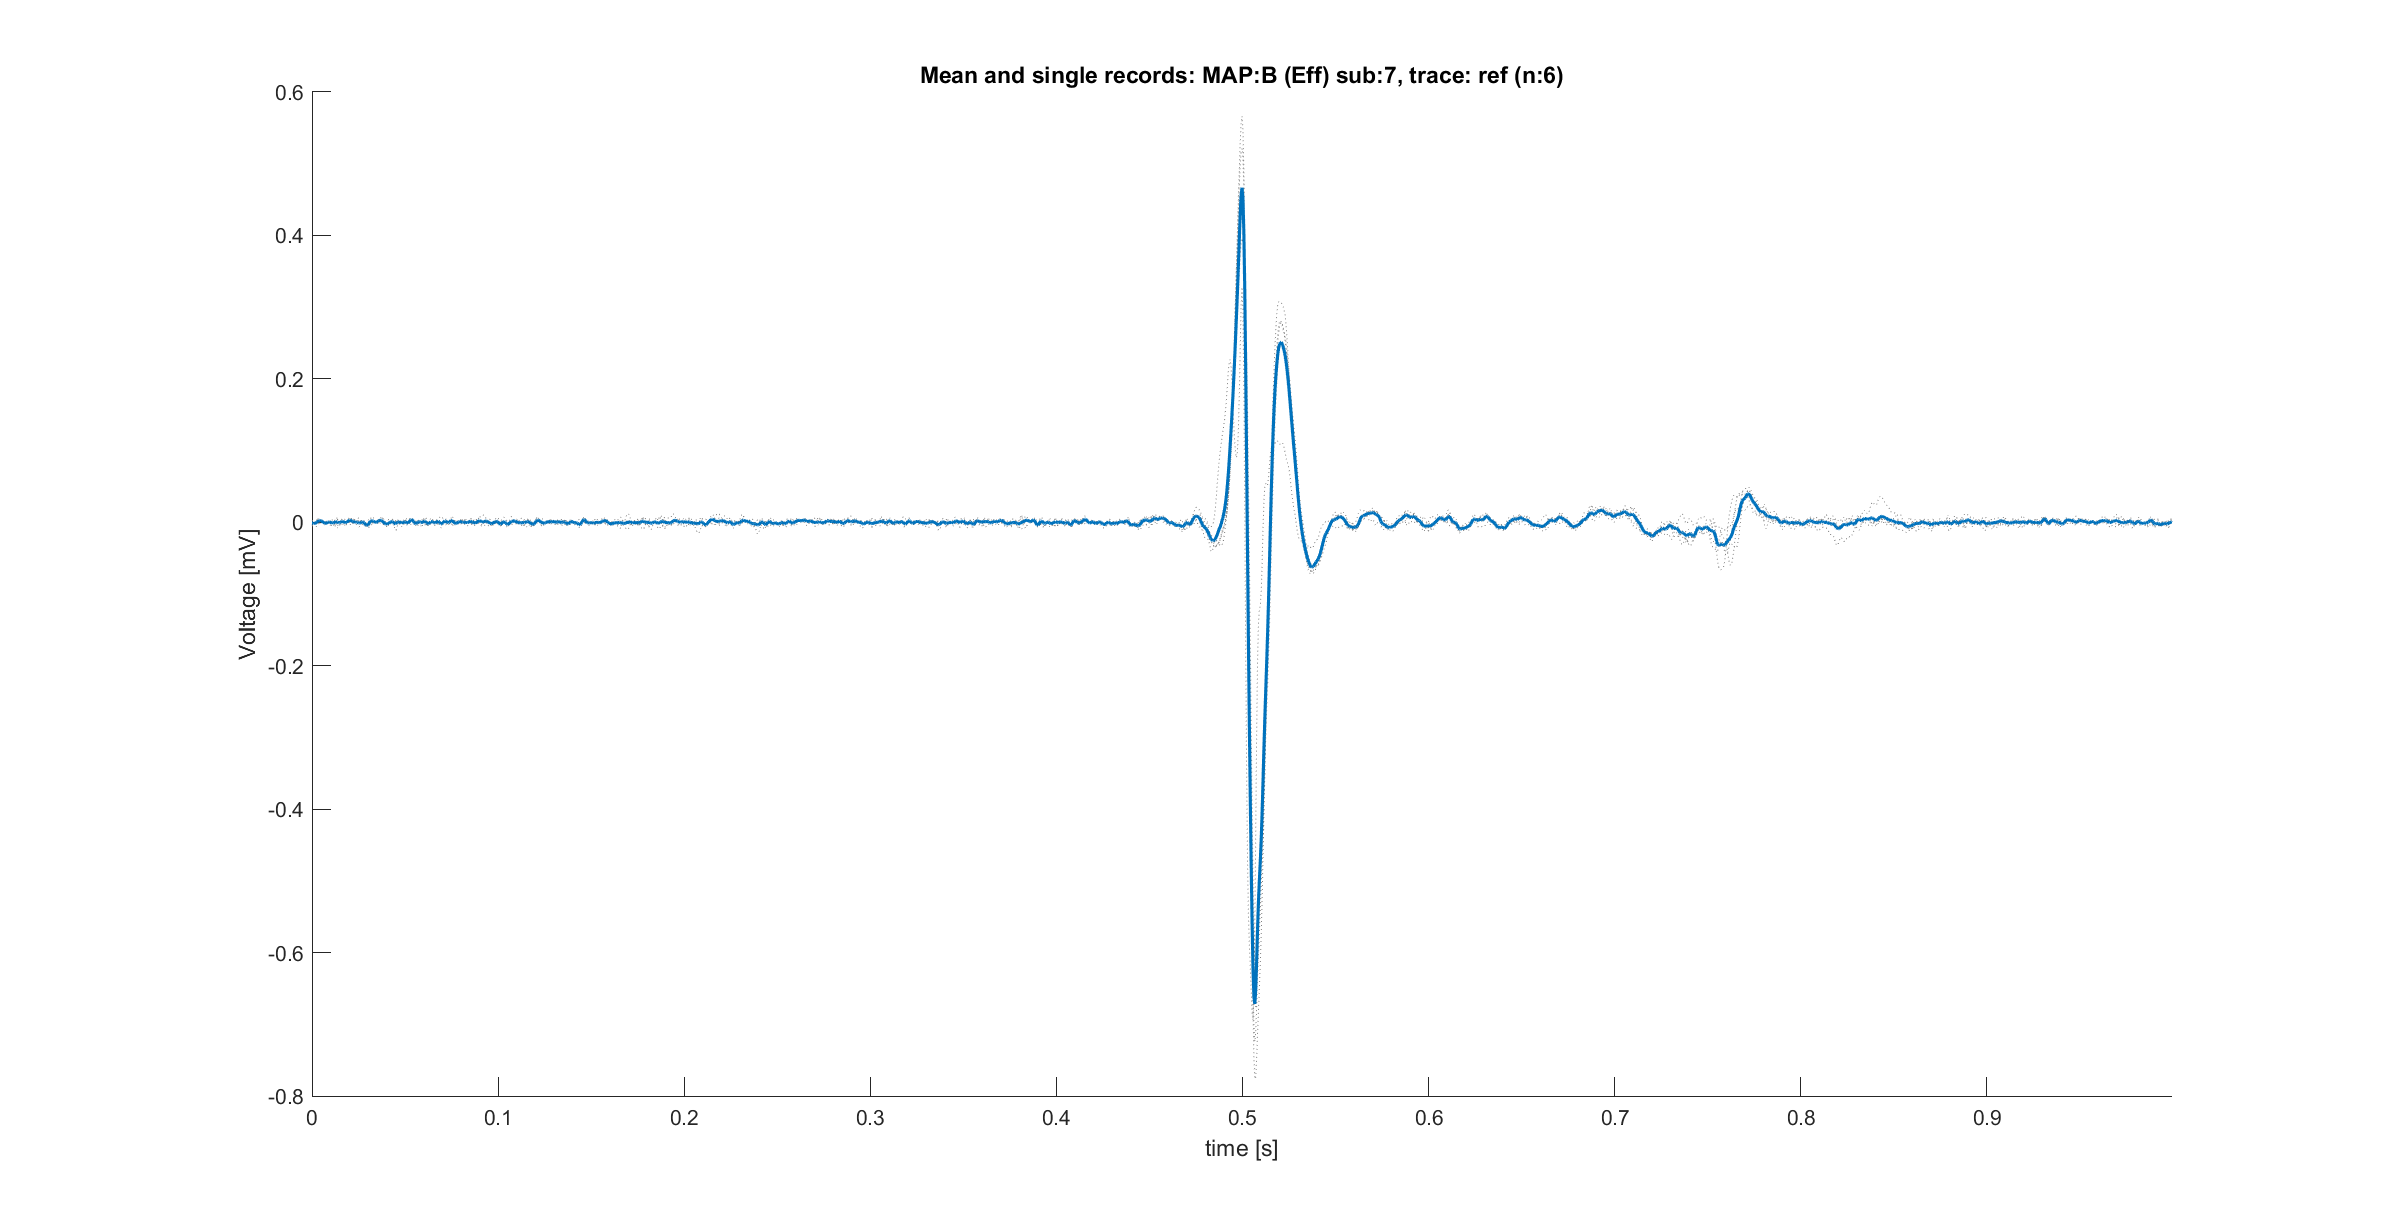 Mean and single records: MAP:B (Eff) sub:7, trace: ref (n:6)
0.6
0.4
0.2
0
-0.2
-0.4
-0.6
-0.8
Voltage [mV]
0 0.1 0.2 0.3 0.4 0.5 0.6 0.7 0.8 0.9
time [s]